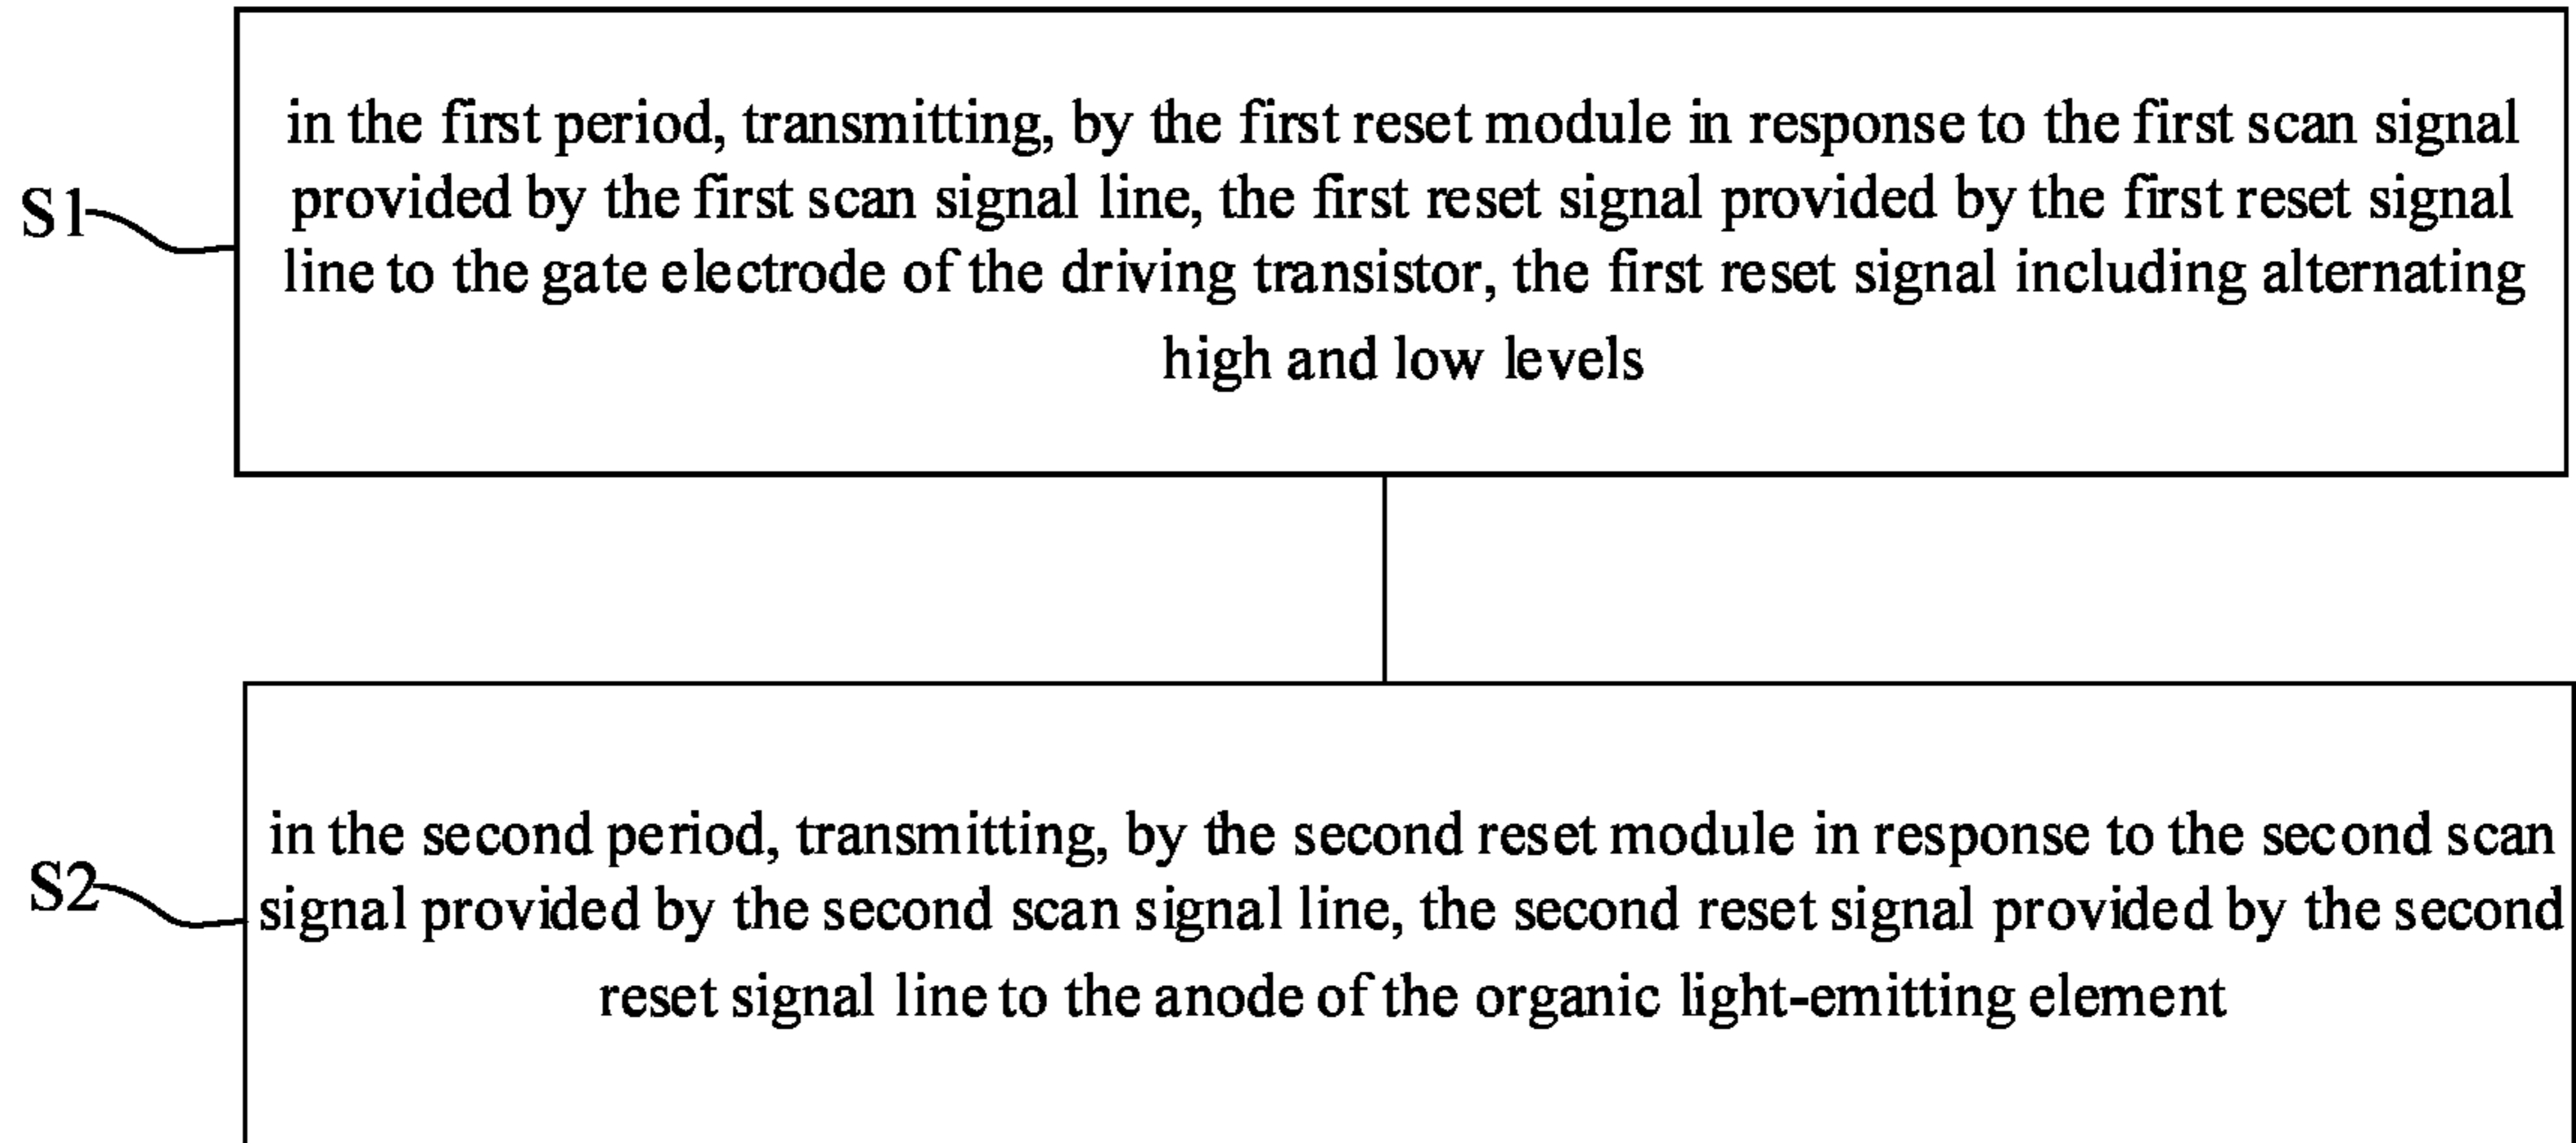 in the first period, transmitting, by the first reset module in response to the first scan signal
S1
provided by the first scan signal line, the first reset signal provided by the first reset signal
line to the gate electrode of the driving transistor, the first reset signal including alternating
high and low levels
in the second period, transmitting, by the second reset module in response to the second scan
S2
signal provided by the second scan signal line, the second reset signal provided by the second
reset signal line to the anode of the organic light-emitting element